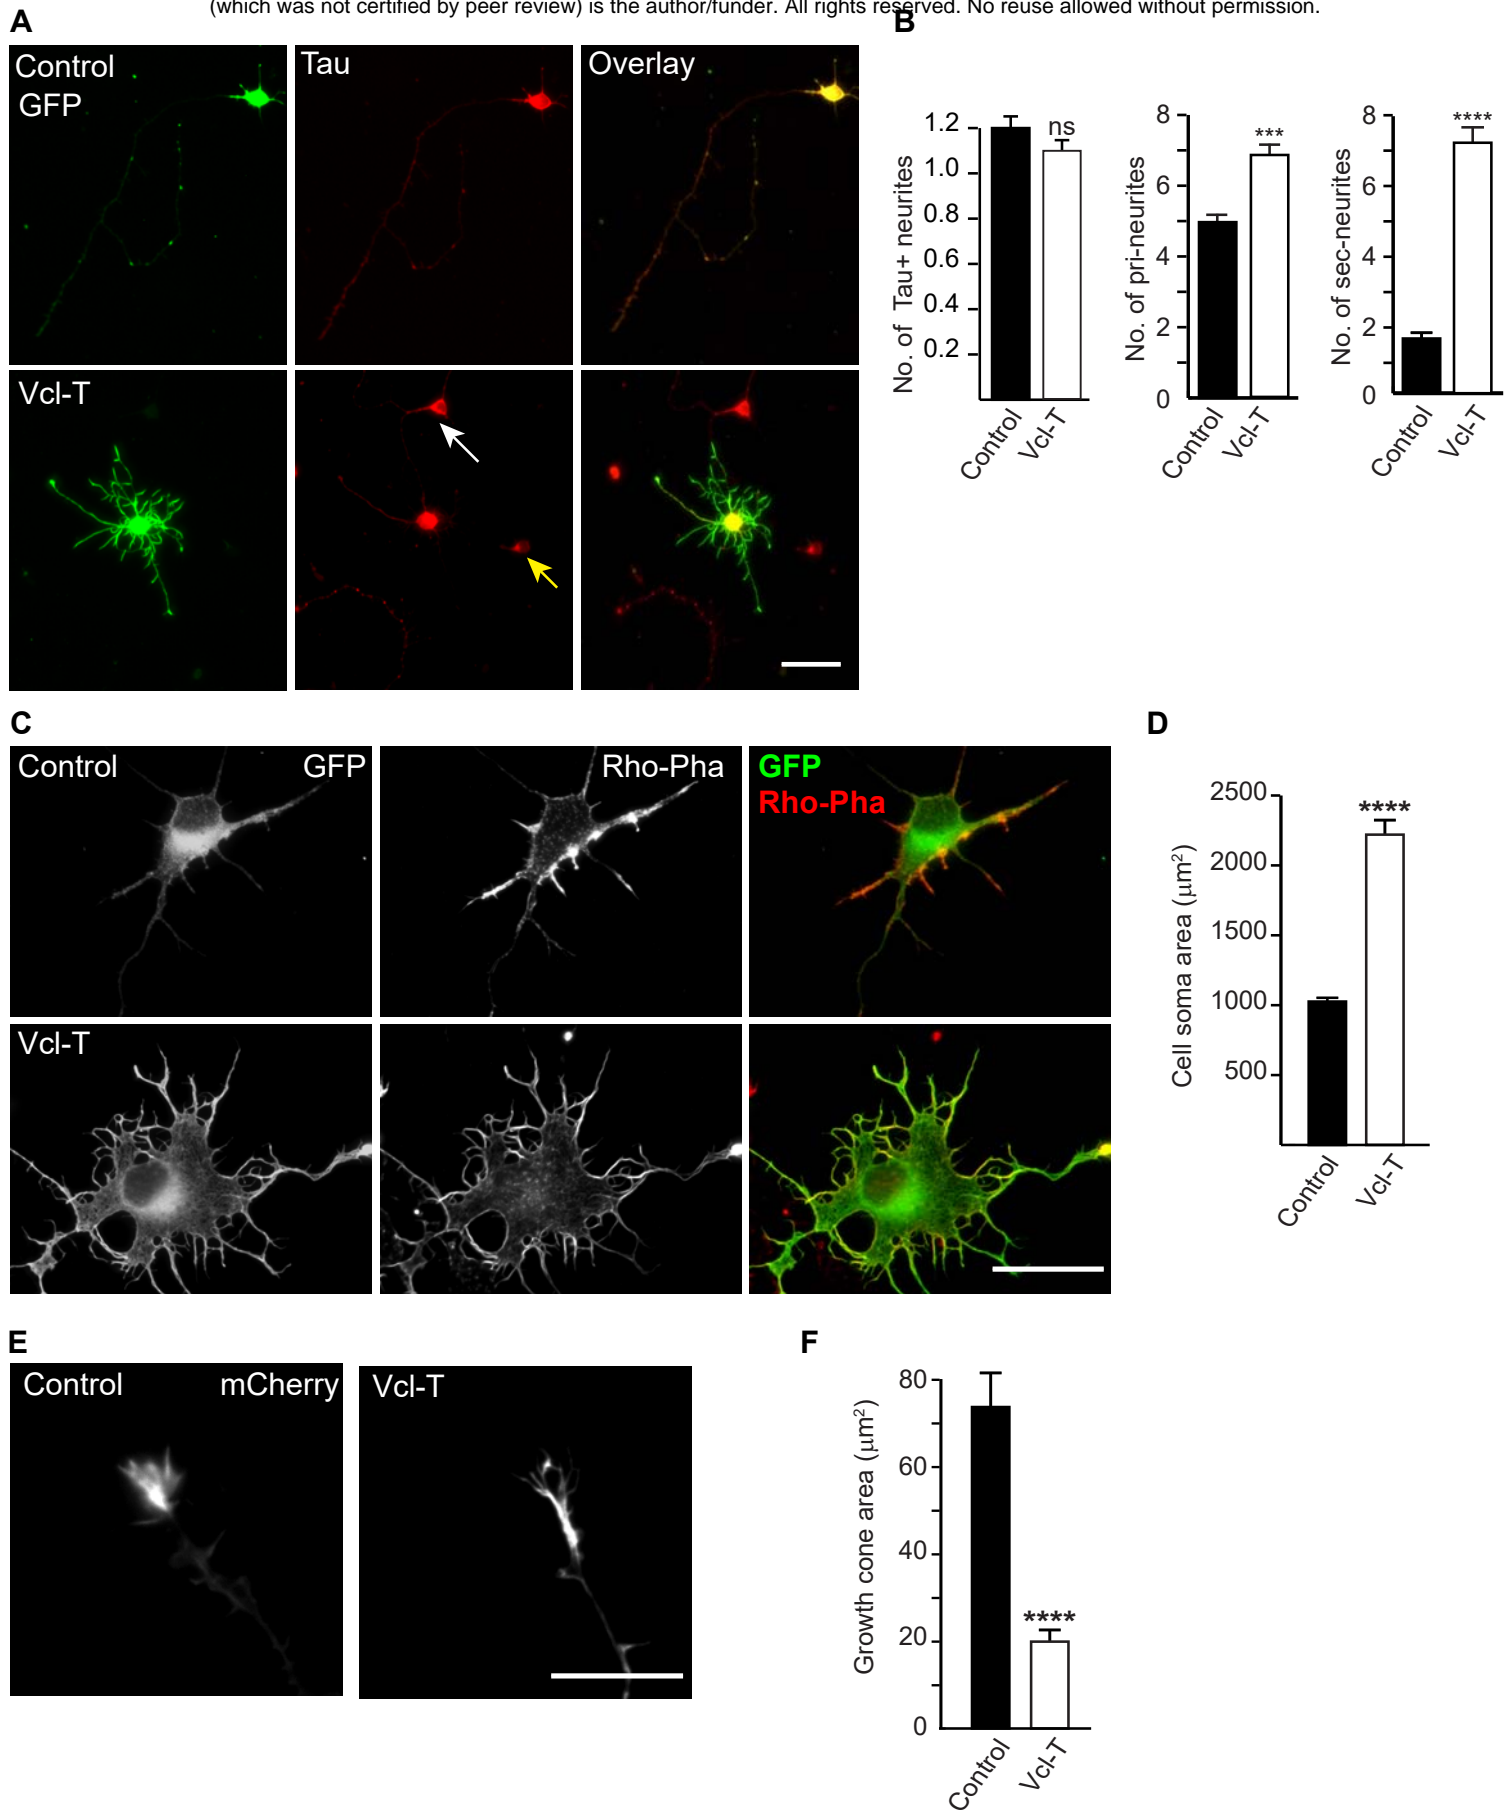 (which was not certified by peer review) is the author/funder. All rights reserved. No reuse allowed without permission.
A
Control
GFP
Tau
Overlay
Vcl-T
B
No. of Tau+ neurites
1.2
1.0
0.8
0.6
0.4
0.2
ns
Control
Vcl-T
No. of pri-neurites
8
6
4
2
0
***
Control
Vcl-T
No. of sec-neurites
8
6
4
2
0
****
Control
Vcl-T
C
Control
GFP
Rho-Pha
GFP
Rho-Pha
Vcl-T
D
Cell soma area (μm²)
2500
2000
1500
1000
500
****
Control
Vcl-T
E
Control
mCherry
Vcl-T
F
Growth cone area (μm²)
80
60
40
20
0
****
Control
Vcl-T